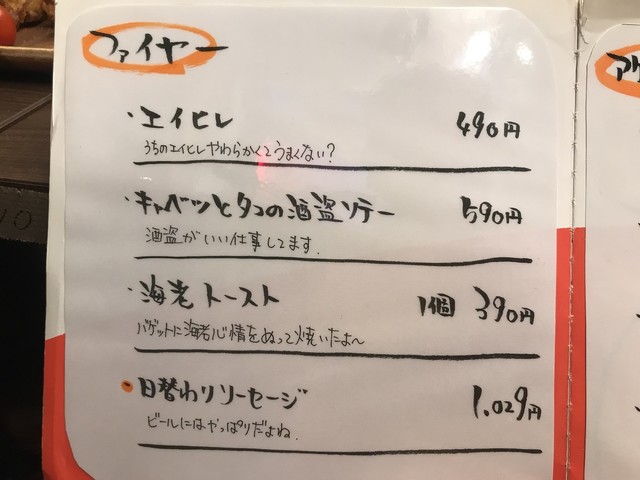 ファイヤー
・エイヒレ 490円
うちのエイヒレやわらかくてうまくない？
・キャベツとタコの酒盗ソテー 590円
酒盗がいい仕事してます.
・海老トースト 1個 390円
バゲットに海老心情をぬって焼いたよ〜
・日替わりソーセージ 1,029円
ビールにはやっぱりだよね.